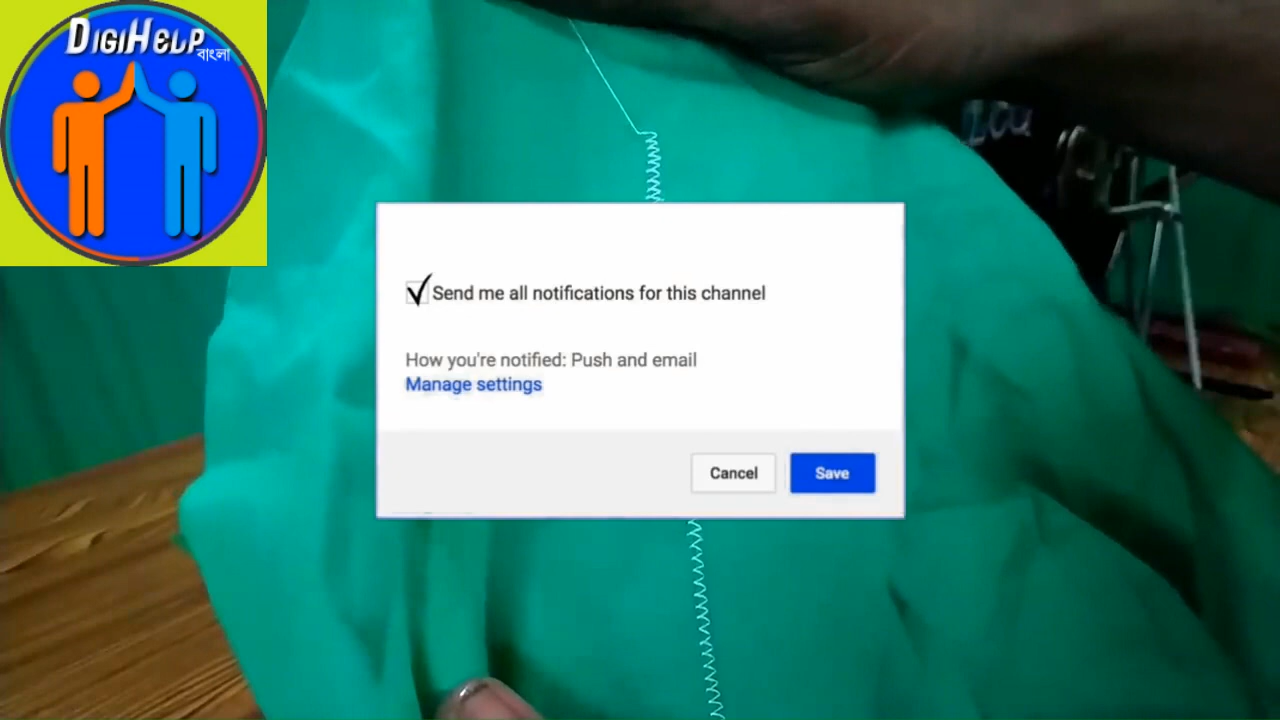 DigiHelp
বাংলা
Send me all notifications for this channel
How you're notified: Push and email
Manage settings
Cancel
Save